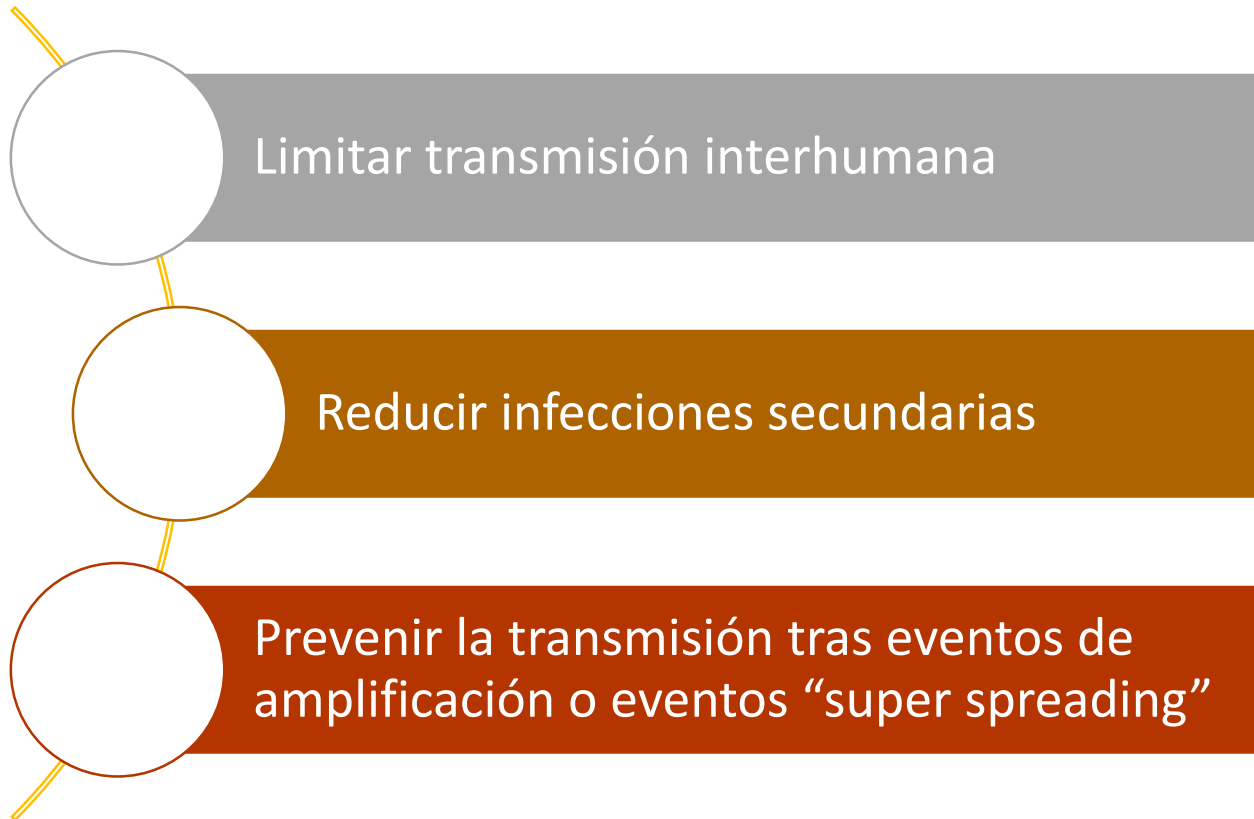 Limitar transmisión interhumana
Reducir infecciones secundarias
Prevenir la transmisión tras eventos de
amplificación o eventos “super spreading”